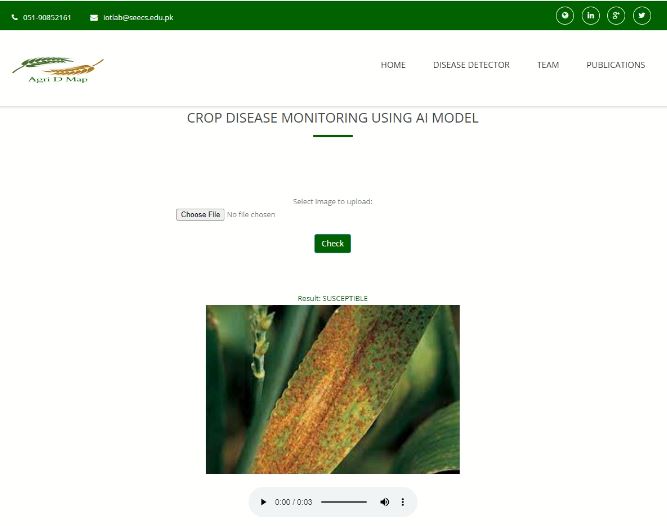 051-90852161 iotlab@seecs.edu.pk
Agri D Map
HOME DISEASE DETECTOR TEAM PUBLICATIONS
CROP DISEASE MONITORING USING AI MODEL
Select image to upload:
Choose File No file chosen
Check
Result: SUSCEPTIBLE
0:00 / 0:03